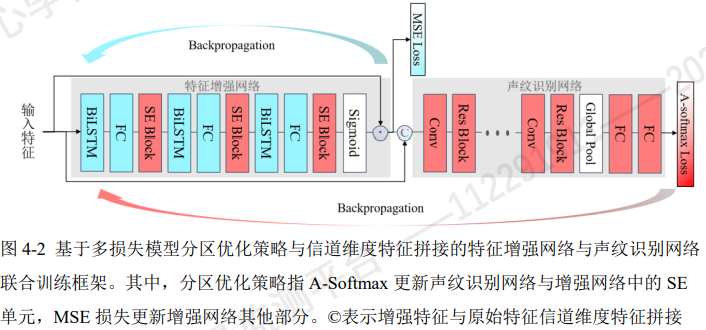 Backpropagation
MSE Loss
特征增强网络
声纹识别网络
输入特征
BiLSTM
FC
SE Block
BiLSTM
FC
SE Block
BiLSTM
FC
SE Block
Sigmoid
C
Conv
Res Block
Conv
Res Block
Global Pool
FC
FC
A-softmax Loss
Backpropagation
图 4-2 基于多损失模型分区优化策略与信道维度特征拼接的特征增强网络与声纹识别网络
联合训练框架。其中，分区优化策略指 A-Softmax 更新声纹识别网络与增强网络中的 SE
单元，MSE 损失更新增强网络其他部分。©表示增强特征与原始特征信道维度特征拼接